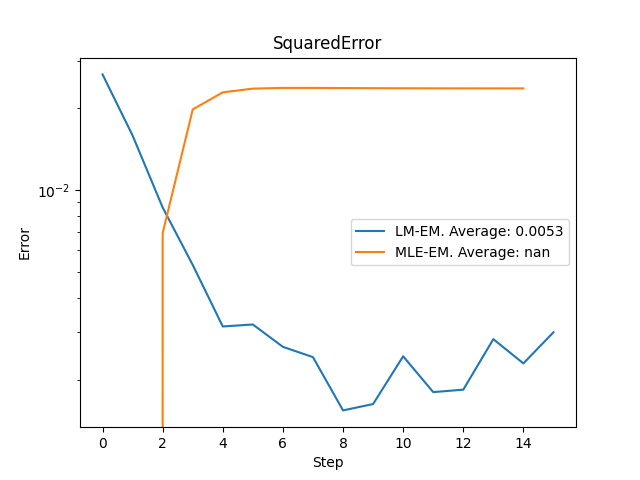 SquaredError
Error
10⁻²
LM-EM. Average: 0.0053
MLE-EM. Average: nan
0 2 4 6 8 10 12 14
Step